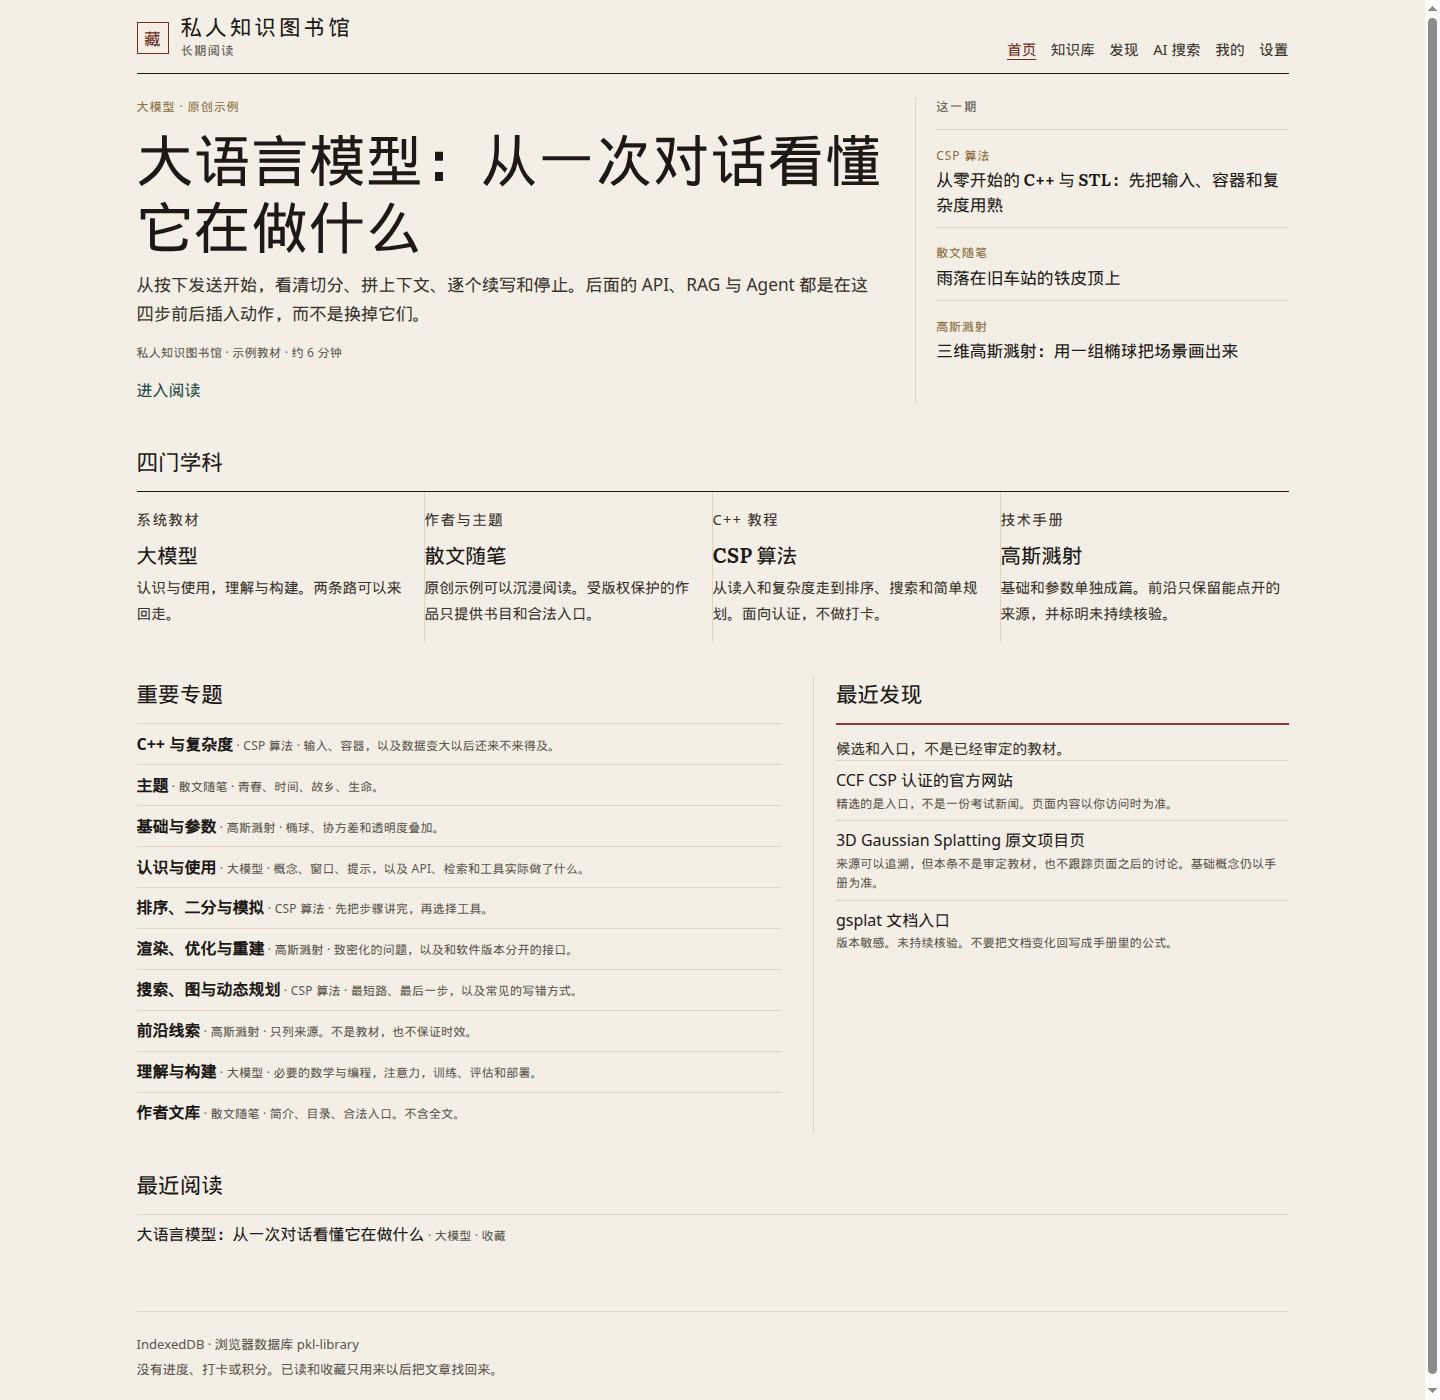 藏
私人知识图书馆
长期阅读
首页 知识库 发现 AI 搜索 我的 设置
大模型 · 原创示例
大语言模型：从一次对话看懂
它在做什么
从按下发送开始，看清切分、拼上下文、逐个续写和停止。后面的 API、RAG 与 Agent 都是在这
四步前后插入动作，而不是换掉它们。
私人知识图书馆 · 示例教材 · 约 6 分钟
进入阅读
这一期
CSP 算法
从零开始的 C++ 与 STL：先把输入、容器和复
杂度用熟
散文随笔
雨落在旧车站的铁皮顶上
高斯溅射
三维高斯溅射：用一组椭球把场景画出来
四门学科
系统教材
大模型
认识与使用，理解与构建。两条路可以来
回走。
作者与主题
散文随笔
原创示例可以沉浸阅读。受版权保护的作
品只提供书目和合法入口。
C++ 教程
CSP 算法
从读入和复杂度走到排序、搜索和简单规
划。面向认证，不做打卡。
技术手册
高斯溅射
基础和参数单独成篇。前沿只保留能点开的
来源，并标明未持续核验。
重要专题
C++ 与复杂度 · CSP 算法 · 输入、容器，以及数据变大以后还来不来得及。
主题 · 散文随笔 · 青春、时间、故乡、生命。
基础与参数 · 高斯溅射 · 椭球、协方差和透明度叠加。
认识与使用 · 大模型 · 概念、窗口、提示，以及 API、检索和工具实际做了什么。
排序、二分与模拟 · CSP 算法 · 先把步骤讲完，再选择工具。
渲染、优化与重建 · 高斯溅射 · 致密化的问题，以及和软件版本分开的接口。
搜索、图与动态规划 · CSP 算法 · 最短路、最后一步，以及常见的写错方式。
前沿线索 · 高斯溅射 · 只列来源。不是教材，也不保证时效。
理解与构建 · 大模型 · 必要的数学与编程，注意力，训练、评估和部署。
作者文库 · 散文随笔 · 简介、目录、合法入口。不含全文。
最近发现
候选和入口，不是已经审定的教材。
CCF CSP 认证的官方网站
精选的是入口，不是一份考试新闻。页面内容以你访问时为准。
3D Gaussian Splatting 原文项目页
来源可以追溯，但本条不是审定教材，也不跟踪页面之后的讨论。基础概念仍以手
册为准。
gsplat 文档入口
版本敏感。未持续核验。不要把文档变化回写成手册里的公式。
最近阅读
大语言模型：从一次对话看懂它在做什么 · 大模型 · 收藏
IndexedDB · 浏览器数据库 pkl-library
没有进度、打卡或积分。已读和收藏只用来以后把文章找回来。